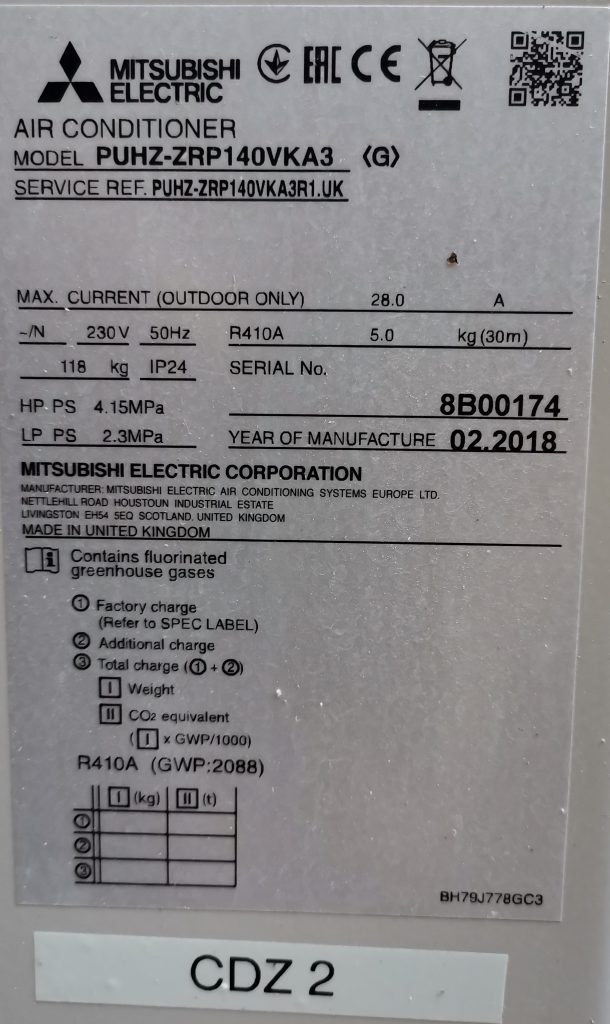 MITSUBISHI
ELECTRIC
EAC CE
AIR CONDITIONER
MODEL PUHZ-ZRP140VKA3 〈G〉
SERVICE REF. PUHZ-ZRP140VKA3R1.UK
MAX. CURRENT (OUTDOOR ONLY) 28.0 A
~/N 230V 50Hz R410A 5.0 kg(30m)
118 kg IP24 SERIAL No.
HP PS 4.15MPa 8B00174
LP PS 2.3MPa YEAR OF MANUFACTURE 02.2018
MITSUBISHI ELECTRIC CORPORATION
MANUFACTURER: MITSUBISHI ELECTRIC AIR CONDITIONING SYSTEMS EUROPE LTD.
NETTLEHILL ROAD HOUSTOUN INDUSTRIAL ESTATE
LIVINGSTON EH54 5EQ SCOTLAND. UNITED KINGDOM
MADE IN UNITED KINGDOM
i Contains fluorinated
greenhouse gases
① Factory charge
(Refer to SPEC LABEL)
② Additional charge
③ Total charge (① + ②)
I Weight
II CO2 equivalent
(I x GWP/1000)
R410A (GWP:2088)
I (kg) II (t)
①
②
③
BH79J778GC3
CDZ 2